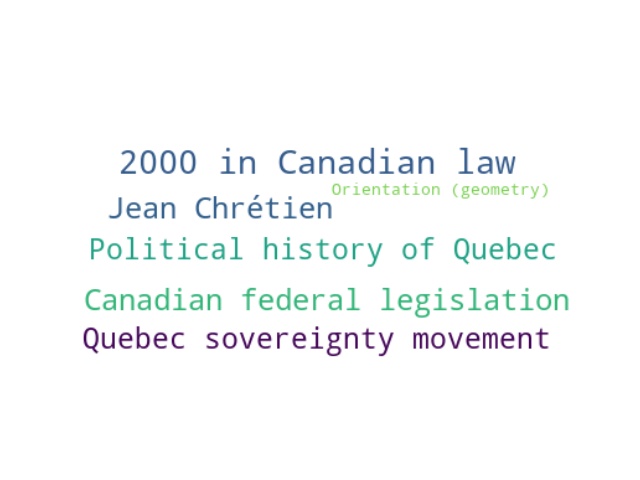 2000 in Canadian law
Orientation (geometry)
Jean Chrétien
Political history of Quebec
Canadian federal legislation
Quebec sovereignty movement